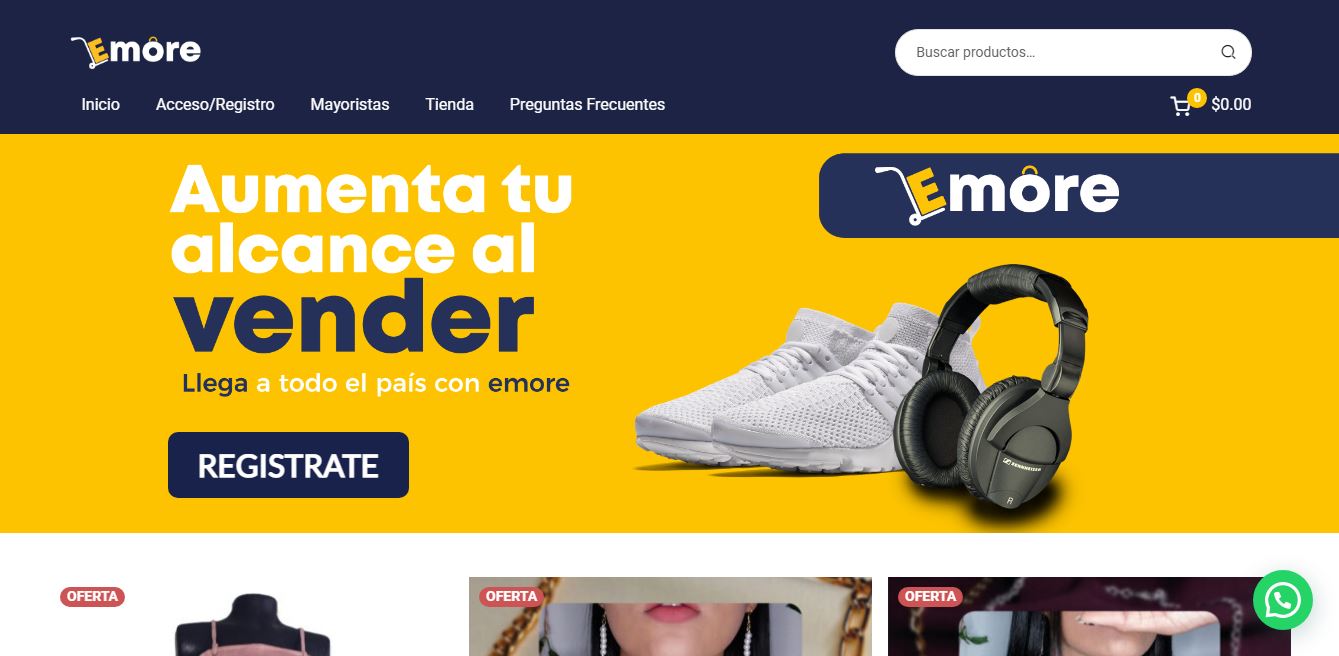 Emore
Buscar productos...
Inicio Acceso/Registro Mayoristas Tienda Preguntas Frecuentes
0 $0.00
Aumenta tu
alcance al
vender
Llega a todo el país con emore
REGISTRATE
Emore
SENNHEISER
R
OFERTA
OFERTA
OFERTA